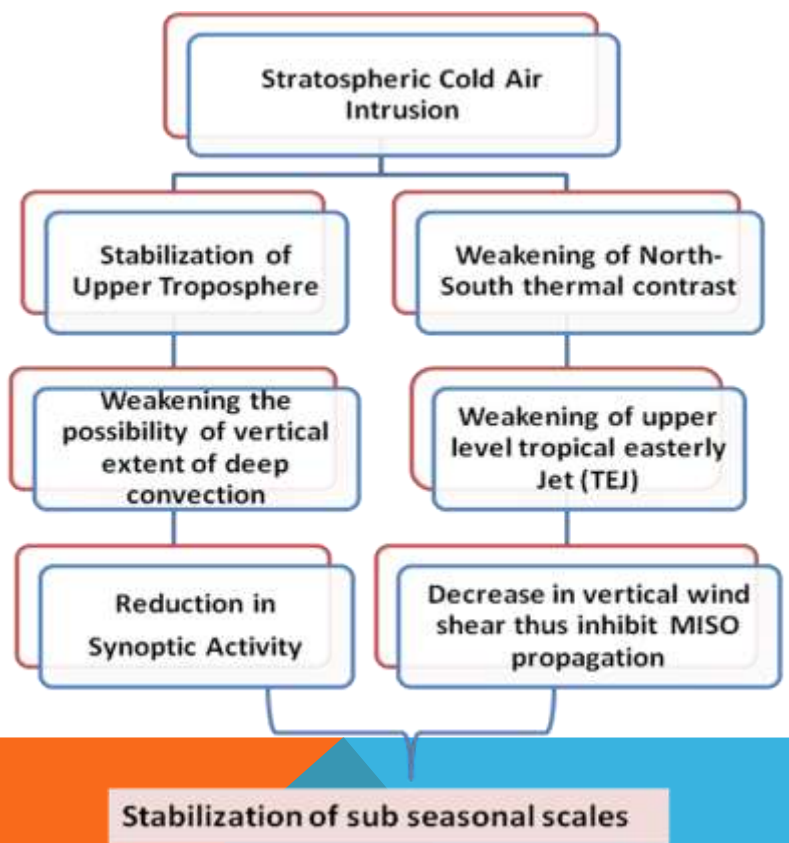 Stratospheric Cold Air
Intrusion
Stabilization of
Upper Troposphere
Weakening of North-
South thermal contrast
Weakening the
possibility of vertical
extent of deep
convection
Weakening of upper
level tropical easterly
Jet (TEJ)
Reduction in
Synoptic Activity
Decrease in vertical wind
shear thus inhibit MISO
propagation
Stabilization of sub seasonal scales